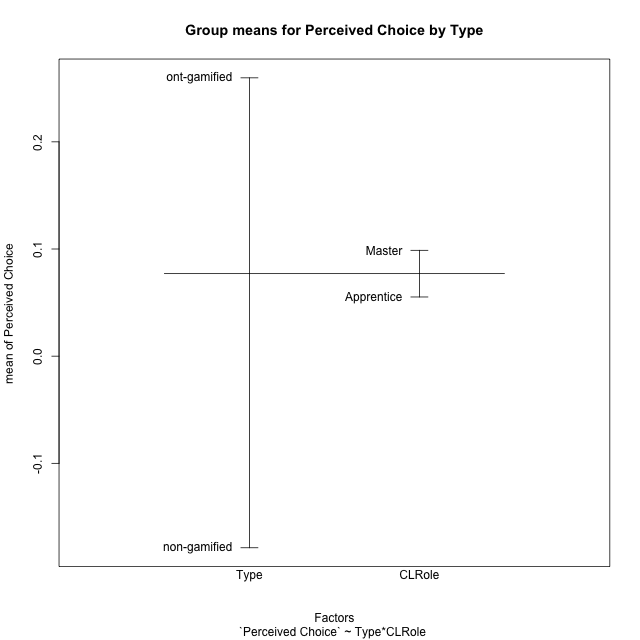 Group means for Perceived Choice by Type
ont-gamified
0.2
Master
0.1
Apprentice
mean of Perceived Choice
0.0
-0.1
non-gamified
Type CLRole
Factors
`Perceived Choice` ~ Type*CLRole